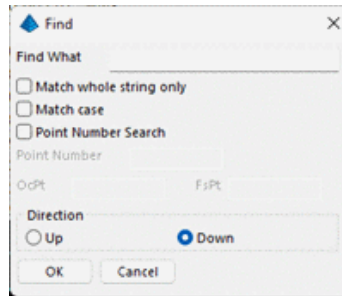 Find
Find What
Match whole string only
Match case
Point Number Search
Point Number
OcPt FsPt
Direction
Up Down
OK Cancel